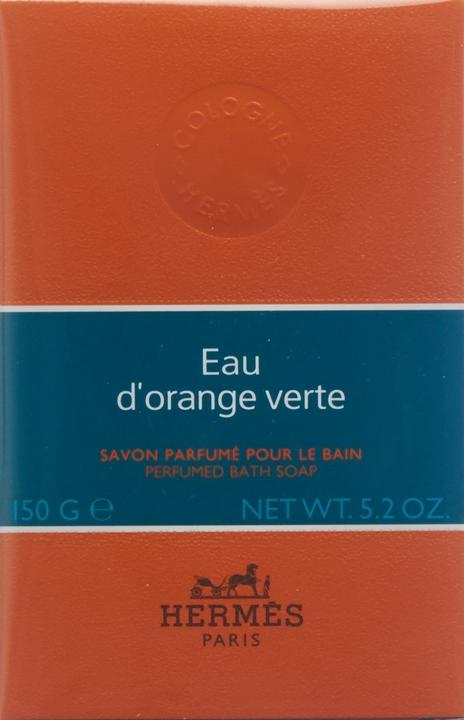 COLOGNE
HERMÈS
Eau
d'orange verte
SAVON PARFUMÉ POUR LE BAIN
PERFUMED BATH SOAP
150 G ℮ NET WT. 5.2 OZ.
HERMÈS
PARIS